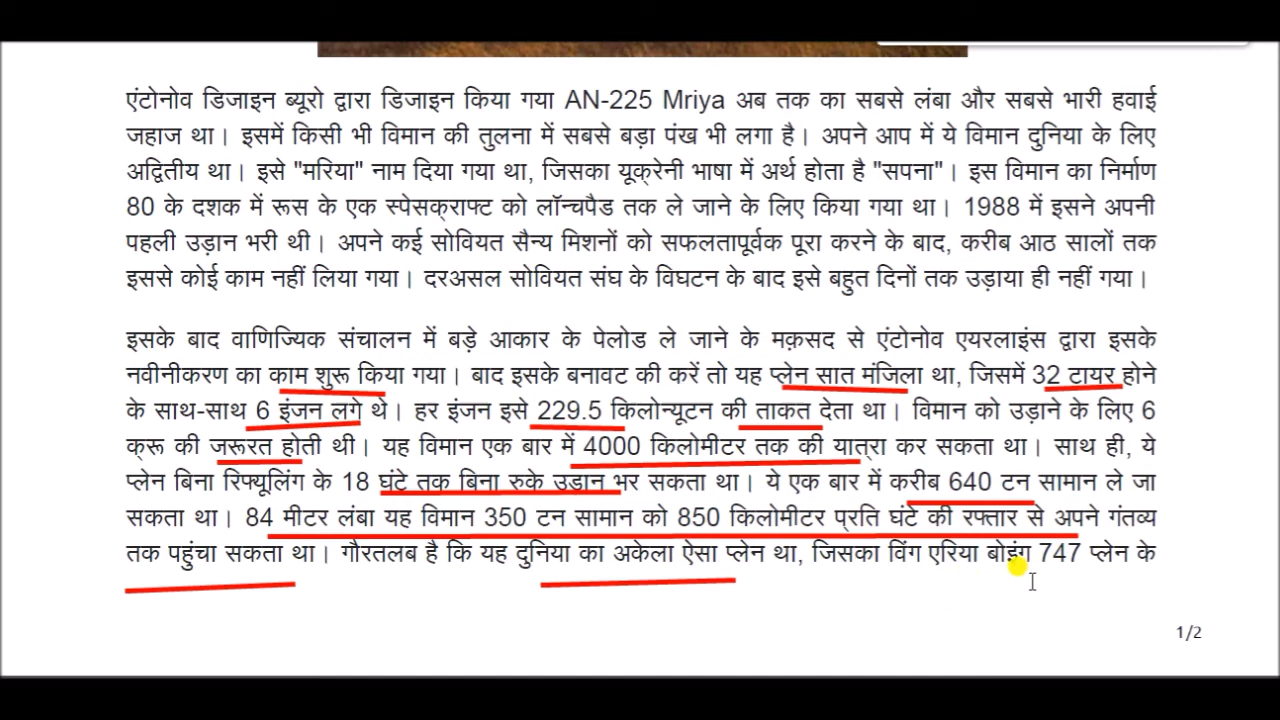 एंटोनोव डिजाइन ब्यूरो द्वारा डिजाइन किया गया AN-225 Mriya अब तक का सबसे लंबा और सबसे भारी हवाई
जहाज था। इसमें किसी भी विमान की तुलना में सबसे बड़ा पंख भी लगा है। अपने आप में ये विमान दुनिया के लिए
अद्वितीय था। इसे "मरिया" नाम दिया गया था, जिसका यूक्रेनी भाषा में अर्थ होता है "सपना"। इस विमान का निर्माण
80 के दशक में रूस के एक स्पेसक्राफ्ट को लॉन्चपैड तक ले जाने के लिए किया गया था। 1988 में इसने अपनी
पहली उड़ान भरी थी। अपने कई सोवियत सैन्य मिशनों को सफलतापूर्वक पूरा करने के बाद, करीब आठ सालों तक
इससे कोई काम नहीं लिया गया। दरअसल सोवियत संघ के विघटन के बाद इसे बहुत दिनों तक उड़ाया ही नहीं गया।
इसके बाद वाणिज्यिक संचालन में बड़े आकार के पेलोड ले जाने के मक़सद से एंटोनोव एयरलाइंस द्वारा इसके
नवीनीकरण का काम शुरू किया गया। बाद इसके बनावट की करें तो यह प्लेन सात मंजिला था, जिसमें 32 टायर होने
के साथ-साथ 6 इंजन लगे थे। हर इंजन इसे 229.5 किलोन्यूटन की ताकत देता था। विमान को उड़ाने के लिए 6
क्रू की जरूरत होती थी। यह विमान एक बार में 4000 किलोमीटर तक की यात्रा कर सकता था। साथ ही, ये
प्लेन बिना रिफ्यूलिंग के 18 घंटे तक बिना रुके उड़ान भर सकता था। ये एक बार में करीब 640 टन सामान ले जा
सकता था। 84 मीटर लंबा यह विमान 350 टन सामान को 850 किलोमीटर प्रति घंटे की रफ्तार से अपने गंतव्य
तक पहुंचा सकता था। गौरतलब है कि यह दुनिया का अकेला ऐसा प्लेन था, जिसका विंग एरिया बोइंग 747 प्लेन के
1/2